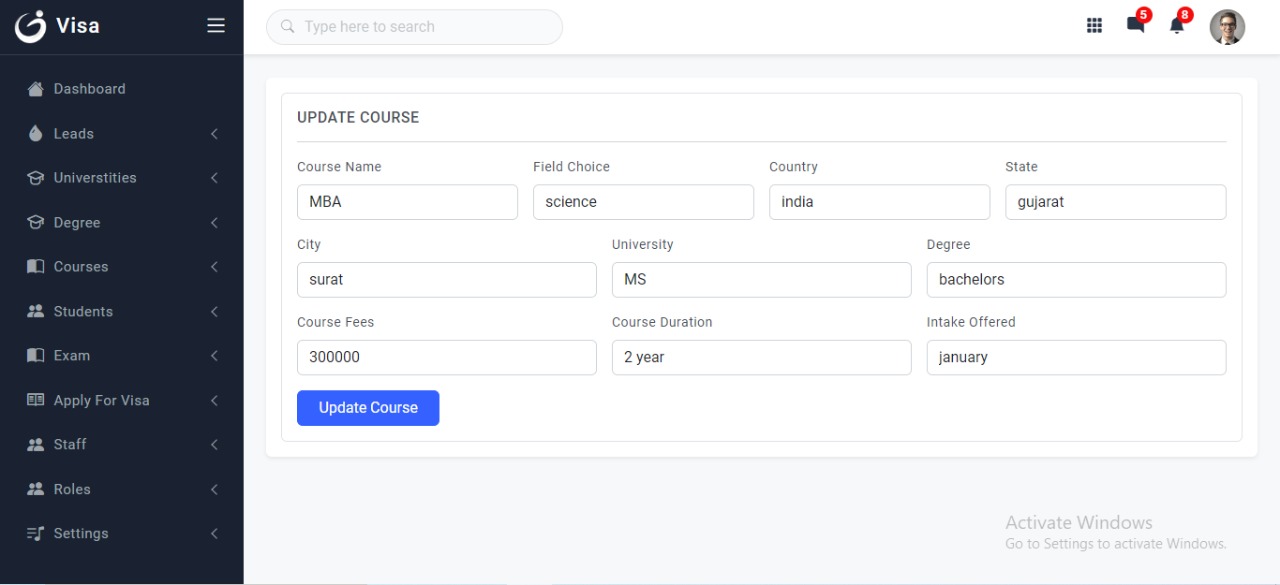 Visa
Type here to search
5
8
Dashboard
Leads
Universtities
Degree
Courses
Students
Exam
Apply For Visa
Staff
Roles
Settings
UPDATE COURSE
Course Name Field Choice Country State
MBA science india gujarat
City University Degree
surat MS bachelors
Course Fees Course Duration Intake Offered
300000 2 year january
Update Course
Activate Windows
Go to Settings to activate Windows.